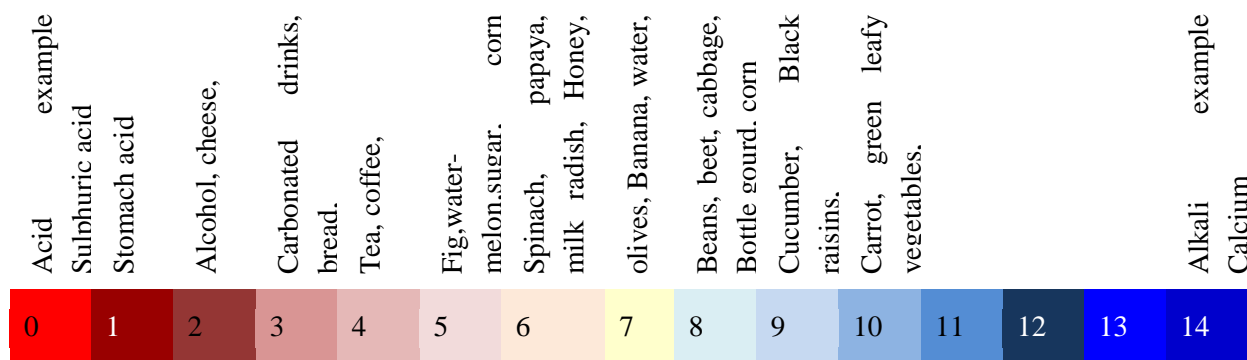 Acid example
Sulphuric acid
Stomach acid
Alcohol, cheese,
Carbonated drinks,
bread.
Tea, coffee,
Fig,water-
melon.sugar. corn
Spinach, papaya,
milk radish, Honey,
olives, Banana, water,
Beans, beet, cabbage,
Bottle gourd. corn
Cucumber, Black
raisins.
Carrot, green leafy
vegetables.
Alkali example
Calcium
0 1 2 3 4 5 6 7 8 9 10 11 12 13 14